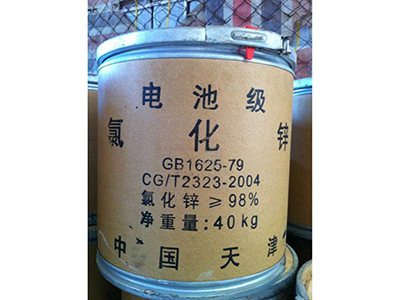 电池级
氯化锌
GB1625-79
CG/T2323-2004
氯化锌≥98%
净重量:40kg
中国天津